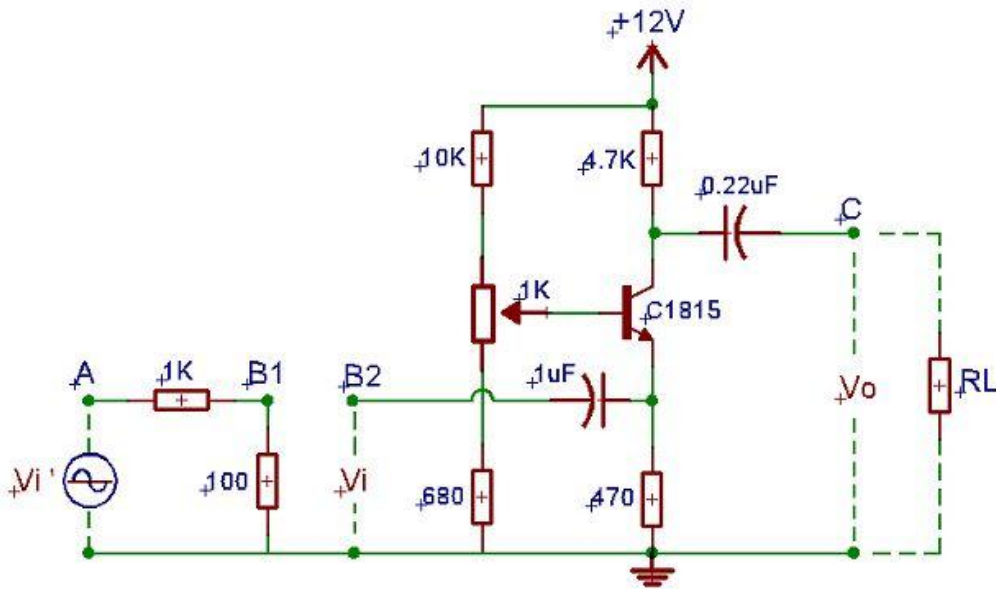 +12V
10K
4.7K
0.22uF
C
1K
C1815
A
1K
B1
B2
1uF
Vi '
100
Vi
680
470
Vo
RL